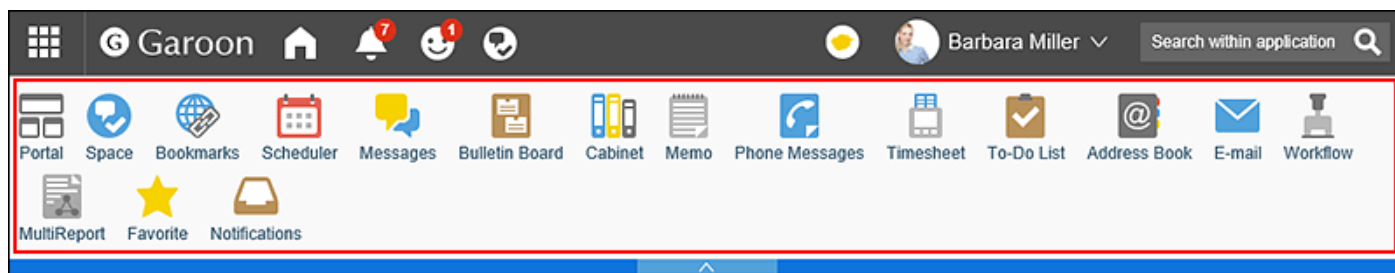 G Garoon 7 1 Barbara Miller Search within application
Portal Space Bookmarks Scheduler Messages Bulletin Board Cabinet Memo Phone Messages Timesheet To-Do List Address Book E-mail Workflow
MultiReport Favorite Notifications